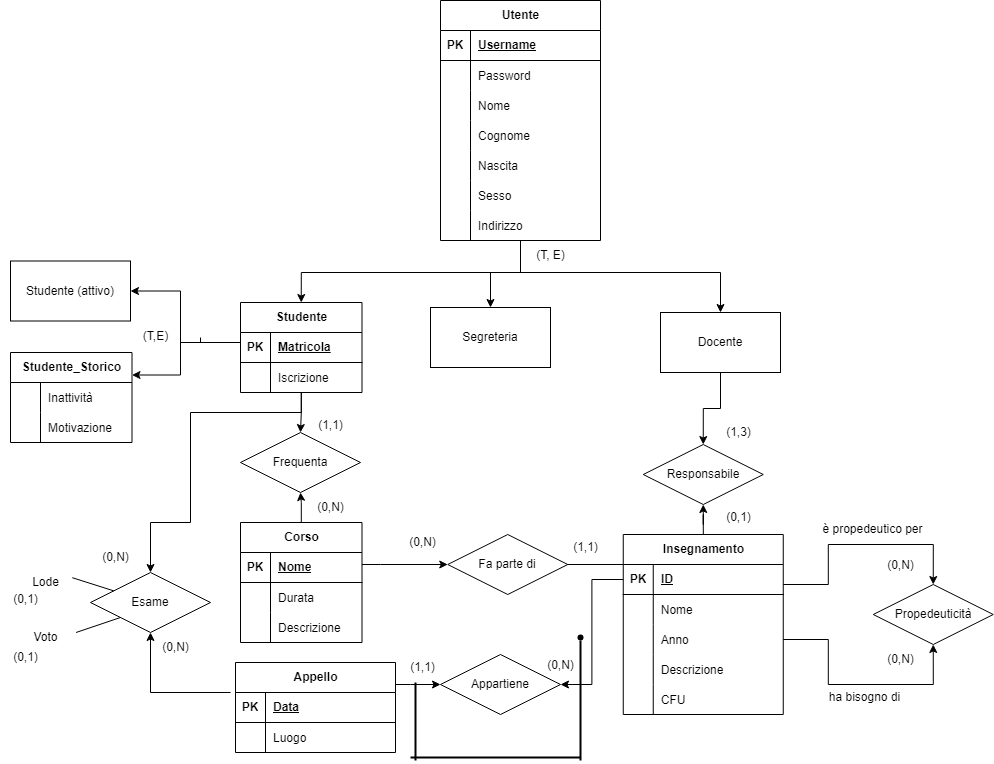 Utente
PK Username
Password
Nome
Cognome
Nascita
Sesso
Indirizzo
(T, E)
Studente (attivo)
(T,E)
Studente_Storico
Inattività
Motivazione
Studente
PK Matricola
Iscrizione
Segreteria
Docente
(1,1)
Frequenta
(0,N)
(1,3)
Responsabile
(0,1)
Corso
PK Nome
Durata
Descrizione
(0,N)
Fa parte di
(1,1)
Insegnamento
PK ID
Nome
Anno
Descrizione
CFU
è propedeutico per
(0,N)
Propedeuticità
(0,N)
ha bisogno di
(0,N)
Lode
(0,1)
Esame
Voto
(0,1)
(0,N)
Appello
PK Data
Luogo
(1,1)
Appartiene
(0,N)